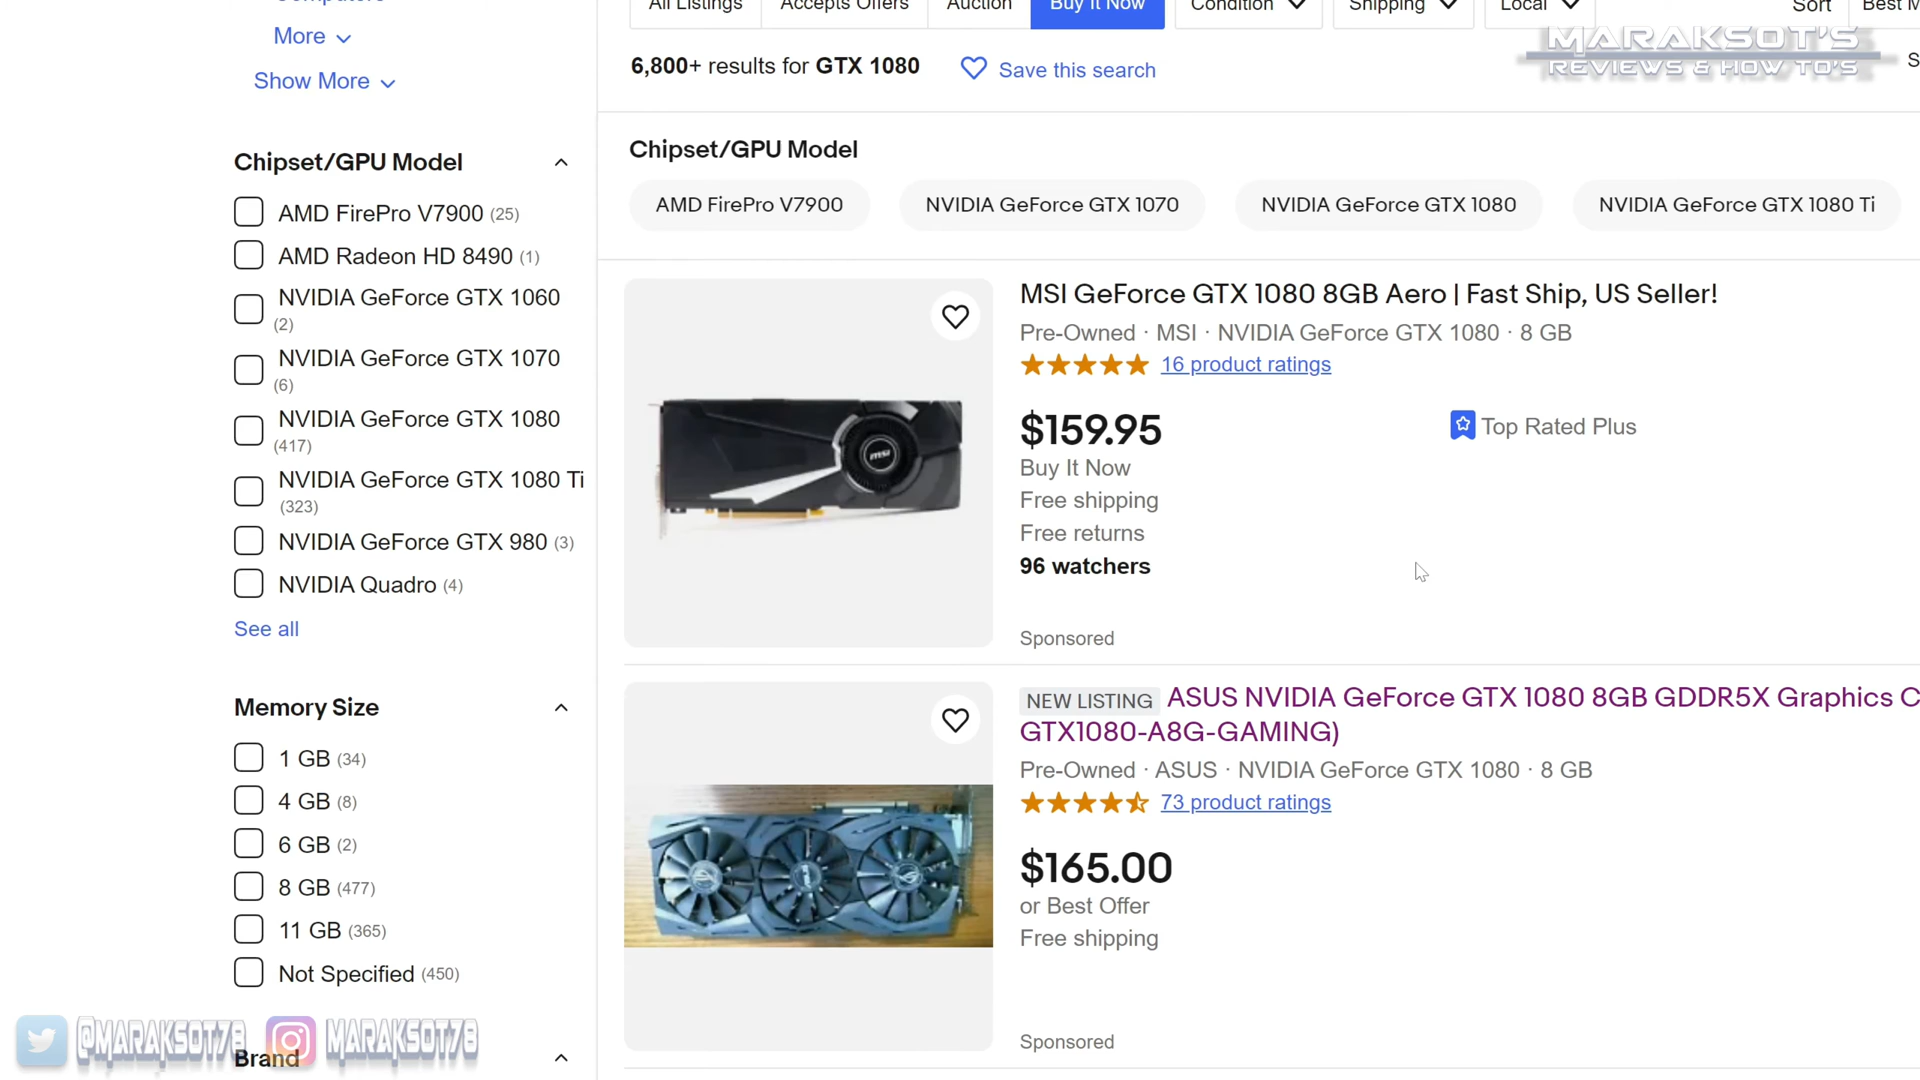 Computers
More
Show More
Chipset/GPU Model
AMD FirePro V7900 (25)
AMD Radeon HD 8490 (1)
NVIDIA GeForce GTX 1060
(2)
NVIDIA GeForce GTX 1070
(6)
NVIDIA GeForce GTX 1080
(417)
NVIDIA GeForce GTX 1080 Ti
(323)
NVIDIA GeForce GTX 980 (3)
NVIDIA Quadro (4)
See all
Memory Size
1 GB (34)
4 GB (8)
6 GB (2)
8 GB (477)
11 GB (365)
Not Specified (450)
Brand
@MARAKSOT78 MARAKSOT78
All Listings Accepts Offers Auction Buy It Now Condition Shipping Local Sort Best M
MARAKSOT'S
REVIEWS & HOW TO'S
6,800+ results for GTX 1080 Save this search S
Chipset/GPU Model
AMD FirePro V7900 NVIDIA GeForce GTX 1070 NVIDIA GeForce GTX 1080 NVIDIA GeForce GTX 1080 Ti
msi
MSI GeForce GTX 1080 8GB Aero | Fast Ship, US Seller!
Pre-Owned · MSI · NVIDIA GeForce GTX 1080 · 8 GB
16 product ratings
$159.95
Top Rated Plus
Buy It Now
Free shipping
Free returns
96 watchers
Sponsored
NEW LISTING ASUS NVIDIA GeForce GTX 1080 8GB GDDR5X Graphics C
GTX1080-A8G-GAMING)
Pre-Owned · ASUS · NVIDIA GeForce GTX 1080 · 8 GB
73 product ratings
$165.00
or Best Offer
Free shipping
Sponsored